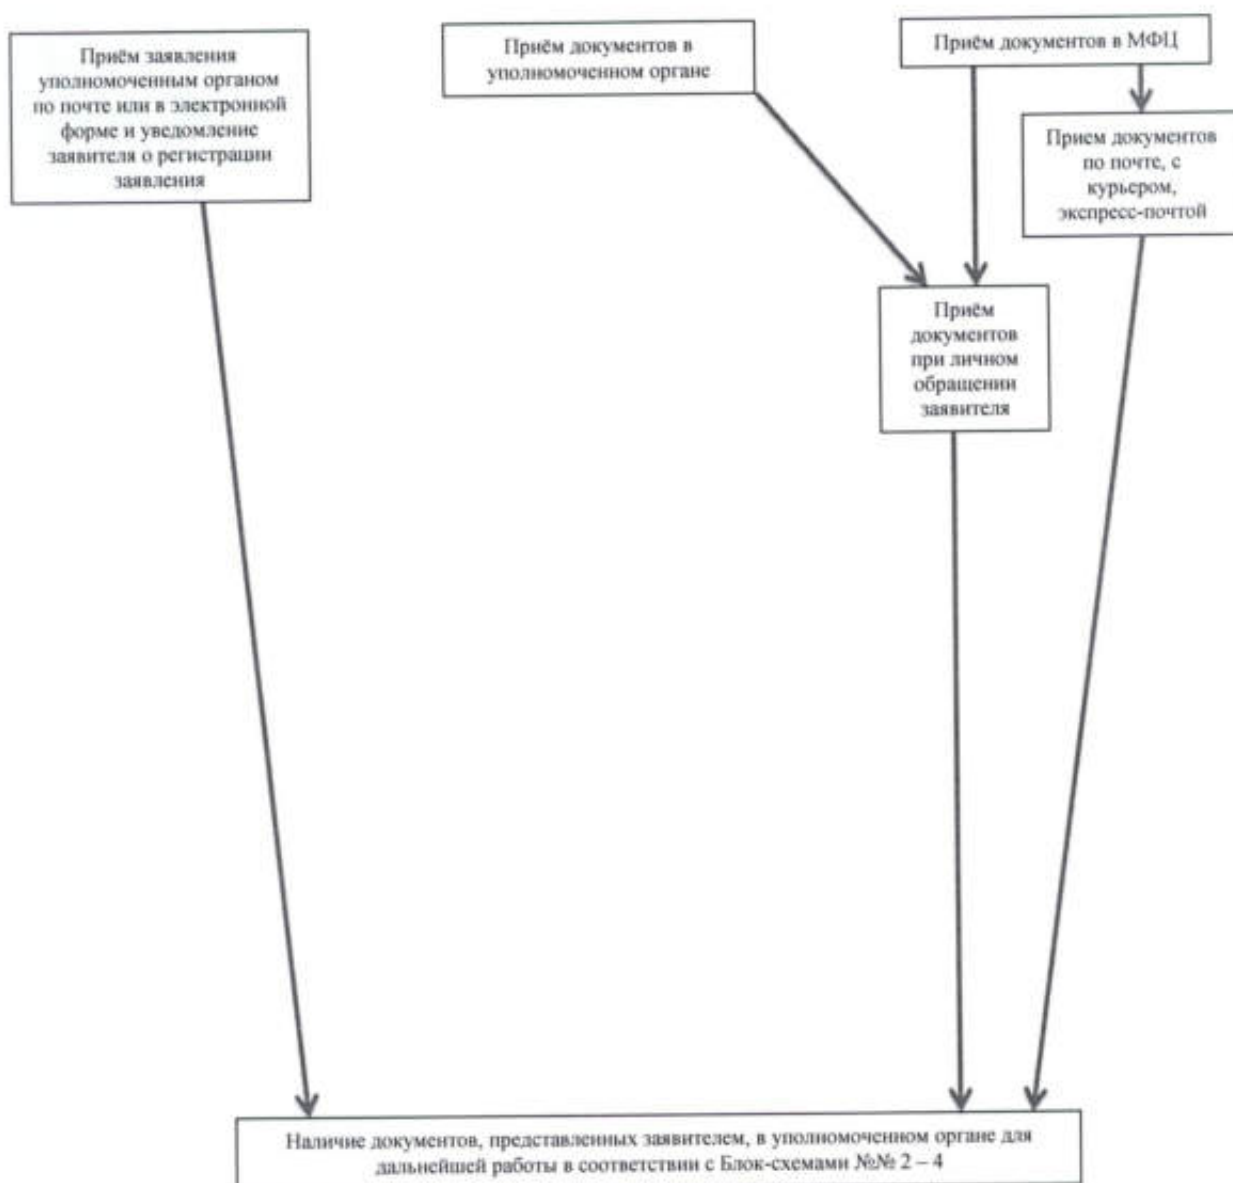 Приём заявления
уполномоченным органом
по почте или в электронной
форме и уведомление
заявителя о регистрации
заявления
Приём документов в
уполномоченном органе
Приём документов в МФЦ
Прием документов
по почте, с
курьером,
экспресс-почтой
Приём
документов
при личном
обращении
заявителя
Наличие документов, представленных заявителем, в уполномоченном органе для
дальнейшей работы в соответствии с Блок-схемами №№ 2 – 4